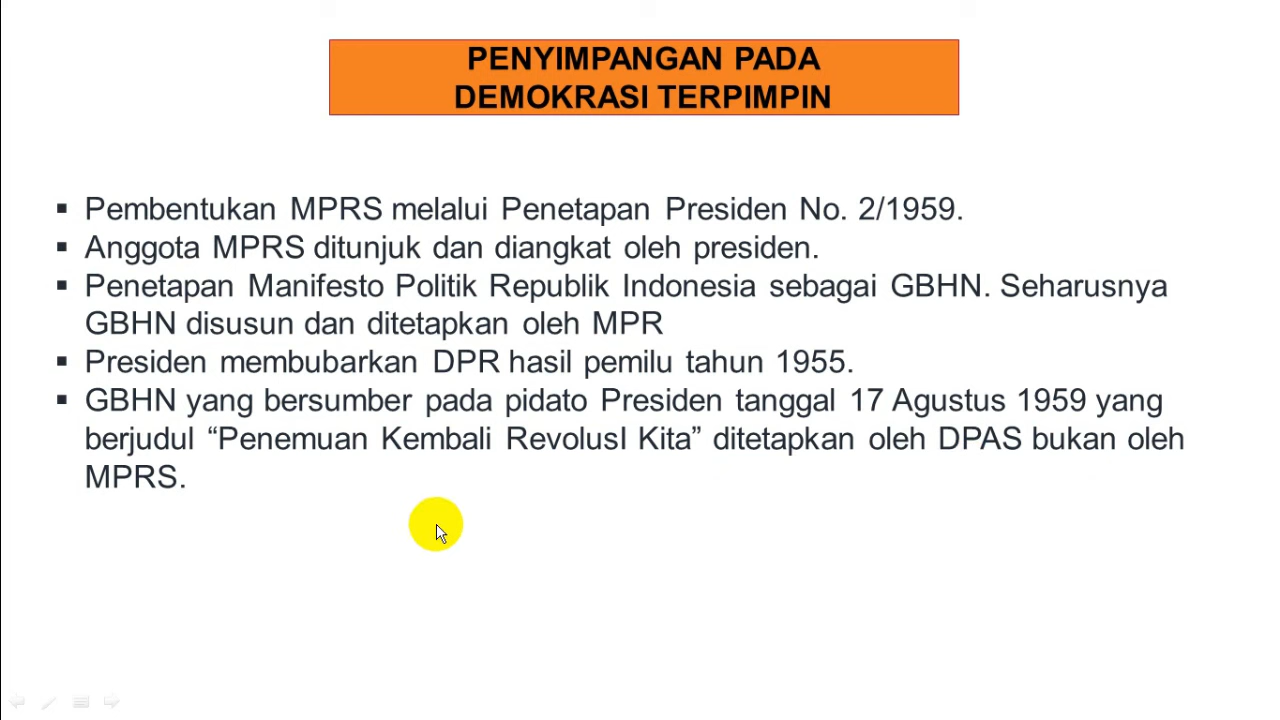 PENYIMPANGAN PADA
DEMOKRASI TERPIMPIN
▪ Pembentukan MPRS melalui Penetapan Presiden No. 2/1959.
▪ Anggota MPRS ditunjuk dan diangkat oleh presiden.
▪ Penetapan Manifesto Politik Republik Indonesia sebagai GBHN. Seharusnya
GBHN disusun dan ditetapkan oleh MPR
▪ Presiden membubarkan DPR hasil pemilu tahun 1955.
▪ GBHN yang bersumber pada pidato Presiden tanggal 17 Agustus 1959 yang
berjudul “Penemuan Kembali RevolusI Kita” ditetapkan oleh DPAS bukan oleh
MPRS.